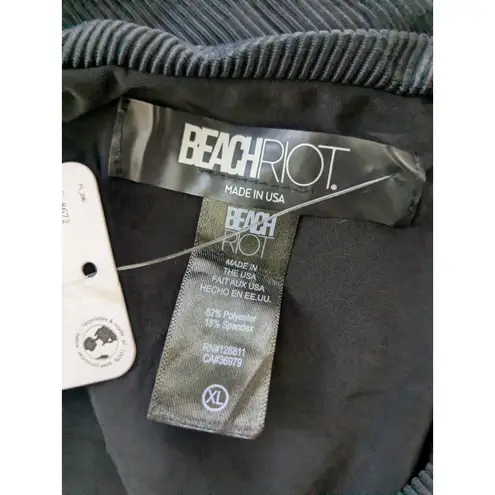 BEACHRIOT.
MADE IN USA
BEACH
RIOT
MADE IN
THE USA
FAIT AUX USA
HECHO EN EE.UU.
82% Polyester
18% Spandex
RN#126811
CA#36979
XL